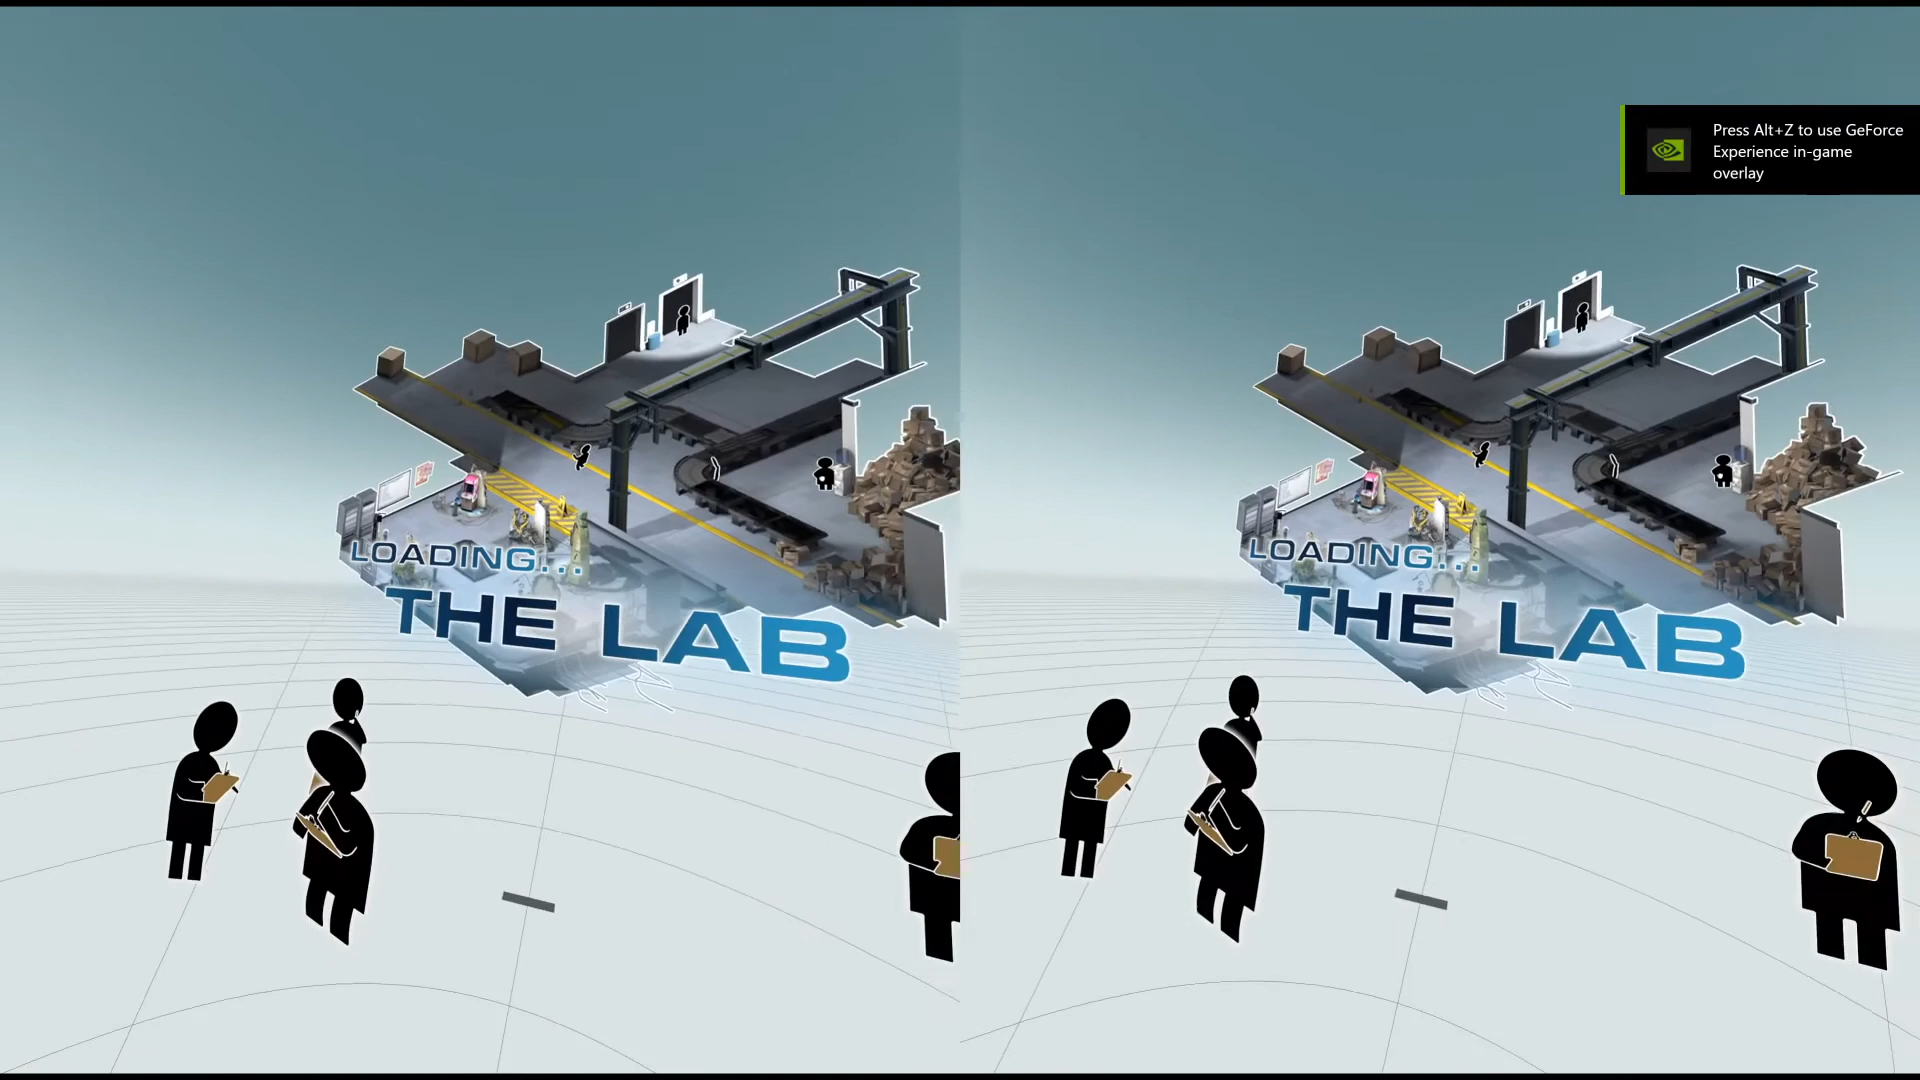 Press Alt+Z to use GeForce
Experience in-game
overlay
LOADING...
THE LAB
LOADING...
THE LAB